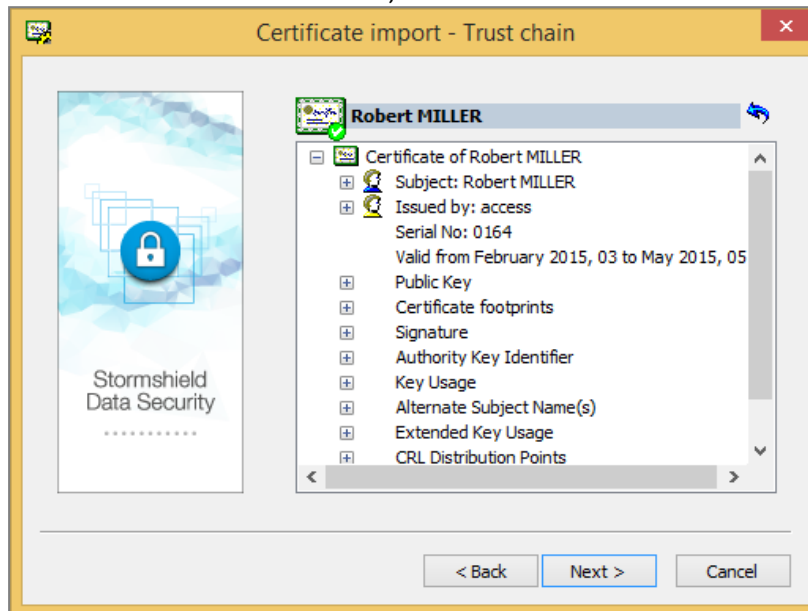 Certificate import - Trust chain
Robert MILLER
Certificate of Robert MILLER
Subject: Robert MILLER
Issued by: access
Serial No: 0164
Valid from February 2015, 03 to May 2015, 05
Public Key
Certificate footprints
Signature
Authority Key Identifier
Key Usage
Alternate Subject Name(s)
Extended Key Usage
CRL Distribution Points
Stormshield
Data Security
< Back
Next >
Cancel